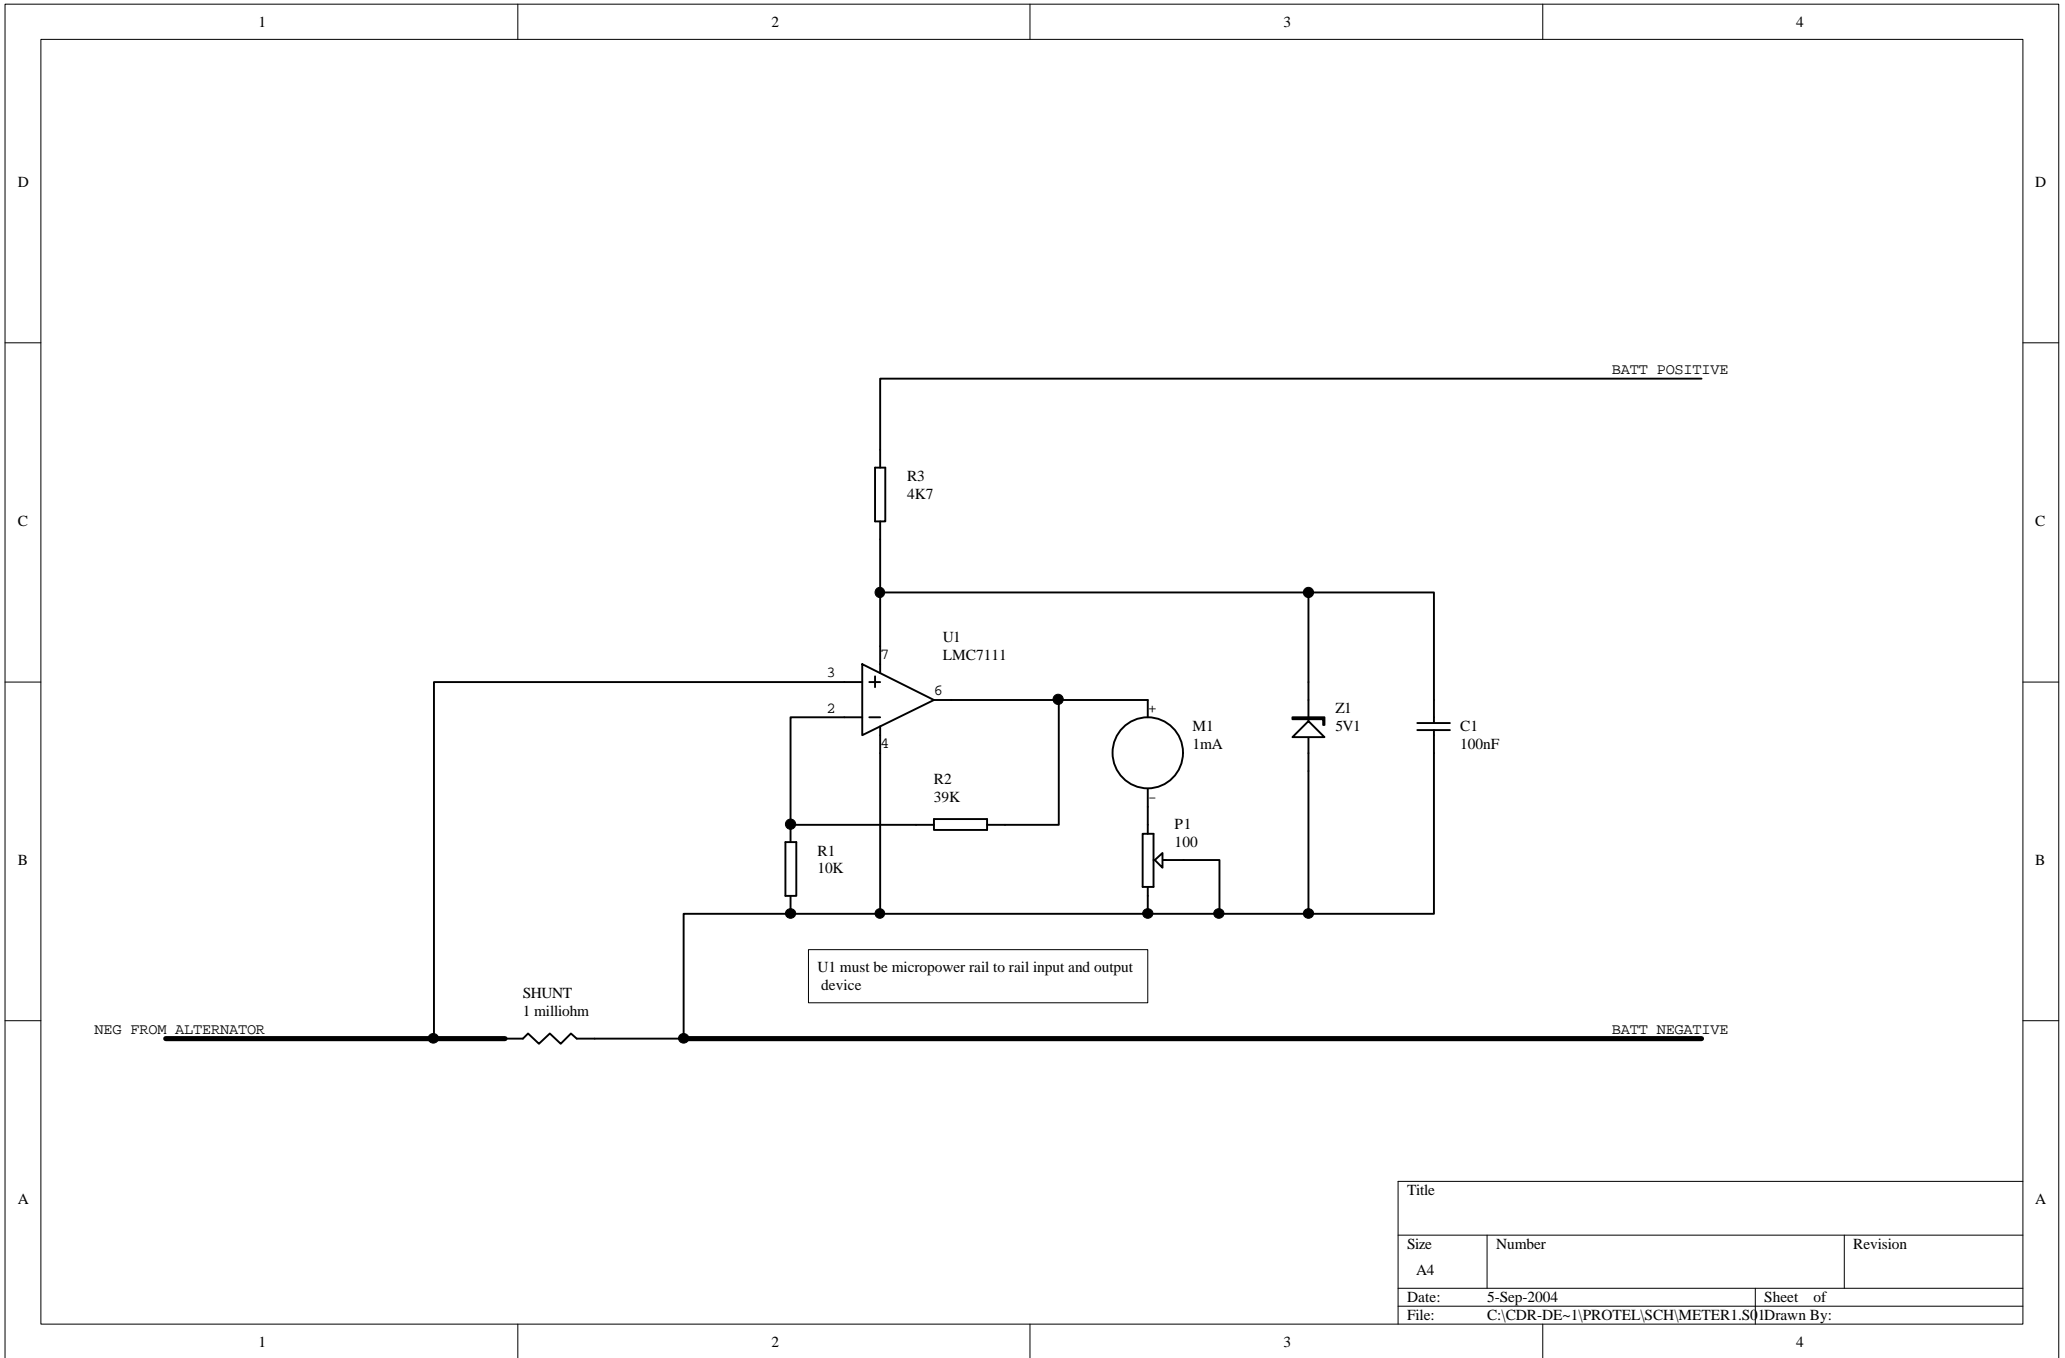 1 2 3 4
D D
BATT POSITIVE
R3
4K7
C C
U1
LMC7111
7
3
6
2
+
Z1
5V1
M1
1mA
C1
100nF
4
R2
39K
P1
100
R1
10K
B B
U1 must be micropower rail to rail input and output
device
SHUNT
1 milliohm
NEG FROM ALTERNATOR
BATT NEGATIVE
A A
Title
Size Number Revision
A4
Date: 5-Sep-2004 Sheet of
File: C:\CDR-DE~1\PROTEL\SCH\METER1.S01Drawn By:
1 2 3 4